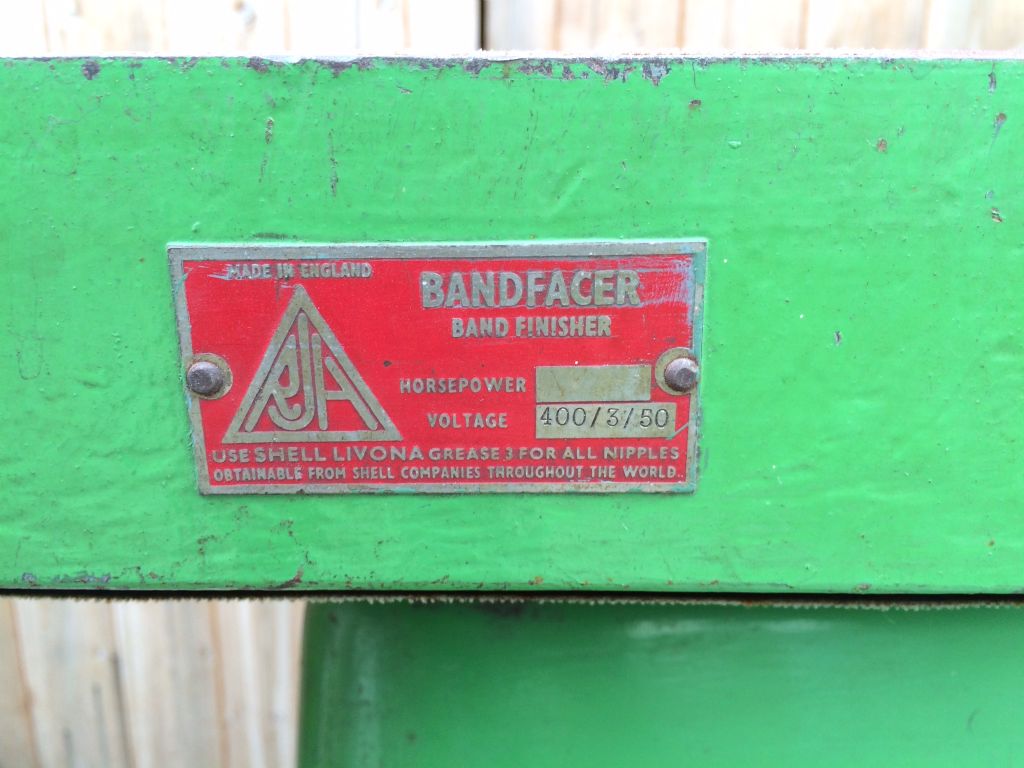 MADE IN ENGLAND
BANDFACER
BAND FINISHER
RJH
HORSEPOWER
VOLTAGE 400/3/50
USE SHELL LIVONA GREASE 3 FOR ALL NIPPLES
OBTAINABLE FROM SHELL COMPANIES THROUGHOUT THE WORLD.